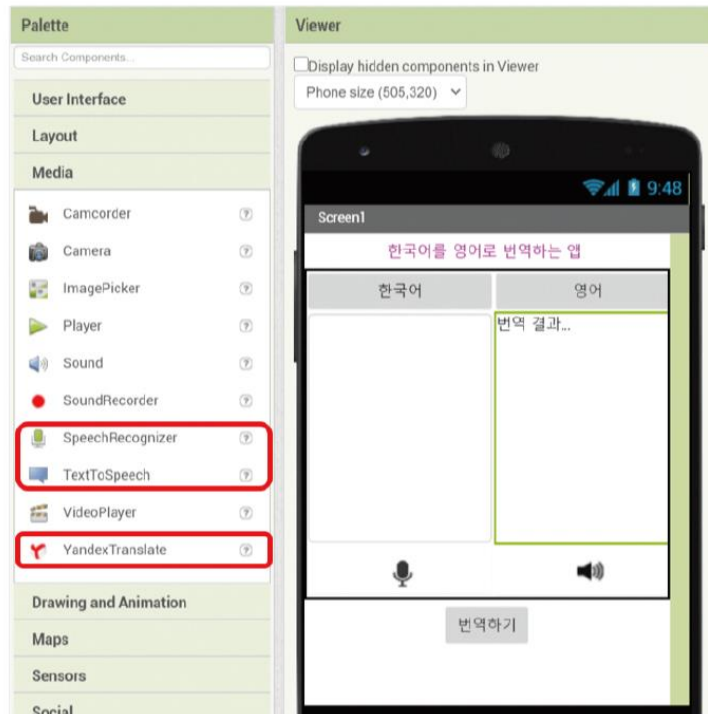 Palette
Search Components...
User Interface
Layout
Media
Camcorder
Camera
ImagePicker
Player
Sound
SoundRecorder
SpeechRecognizer
TextToSpeech
VideoPlayer
YandexTranslate
Drawing and Animation
Maps
Sensors
Social
Viewer
Display hidden components in Viewer
Phone size (505,320)
9:48
Screen1
한국어를 영어로 번역하는 앱
한국어 영어
번역 결과...
번역하기